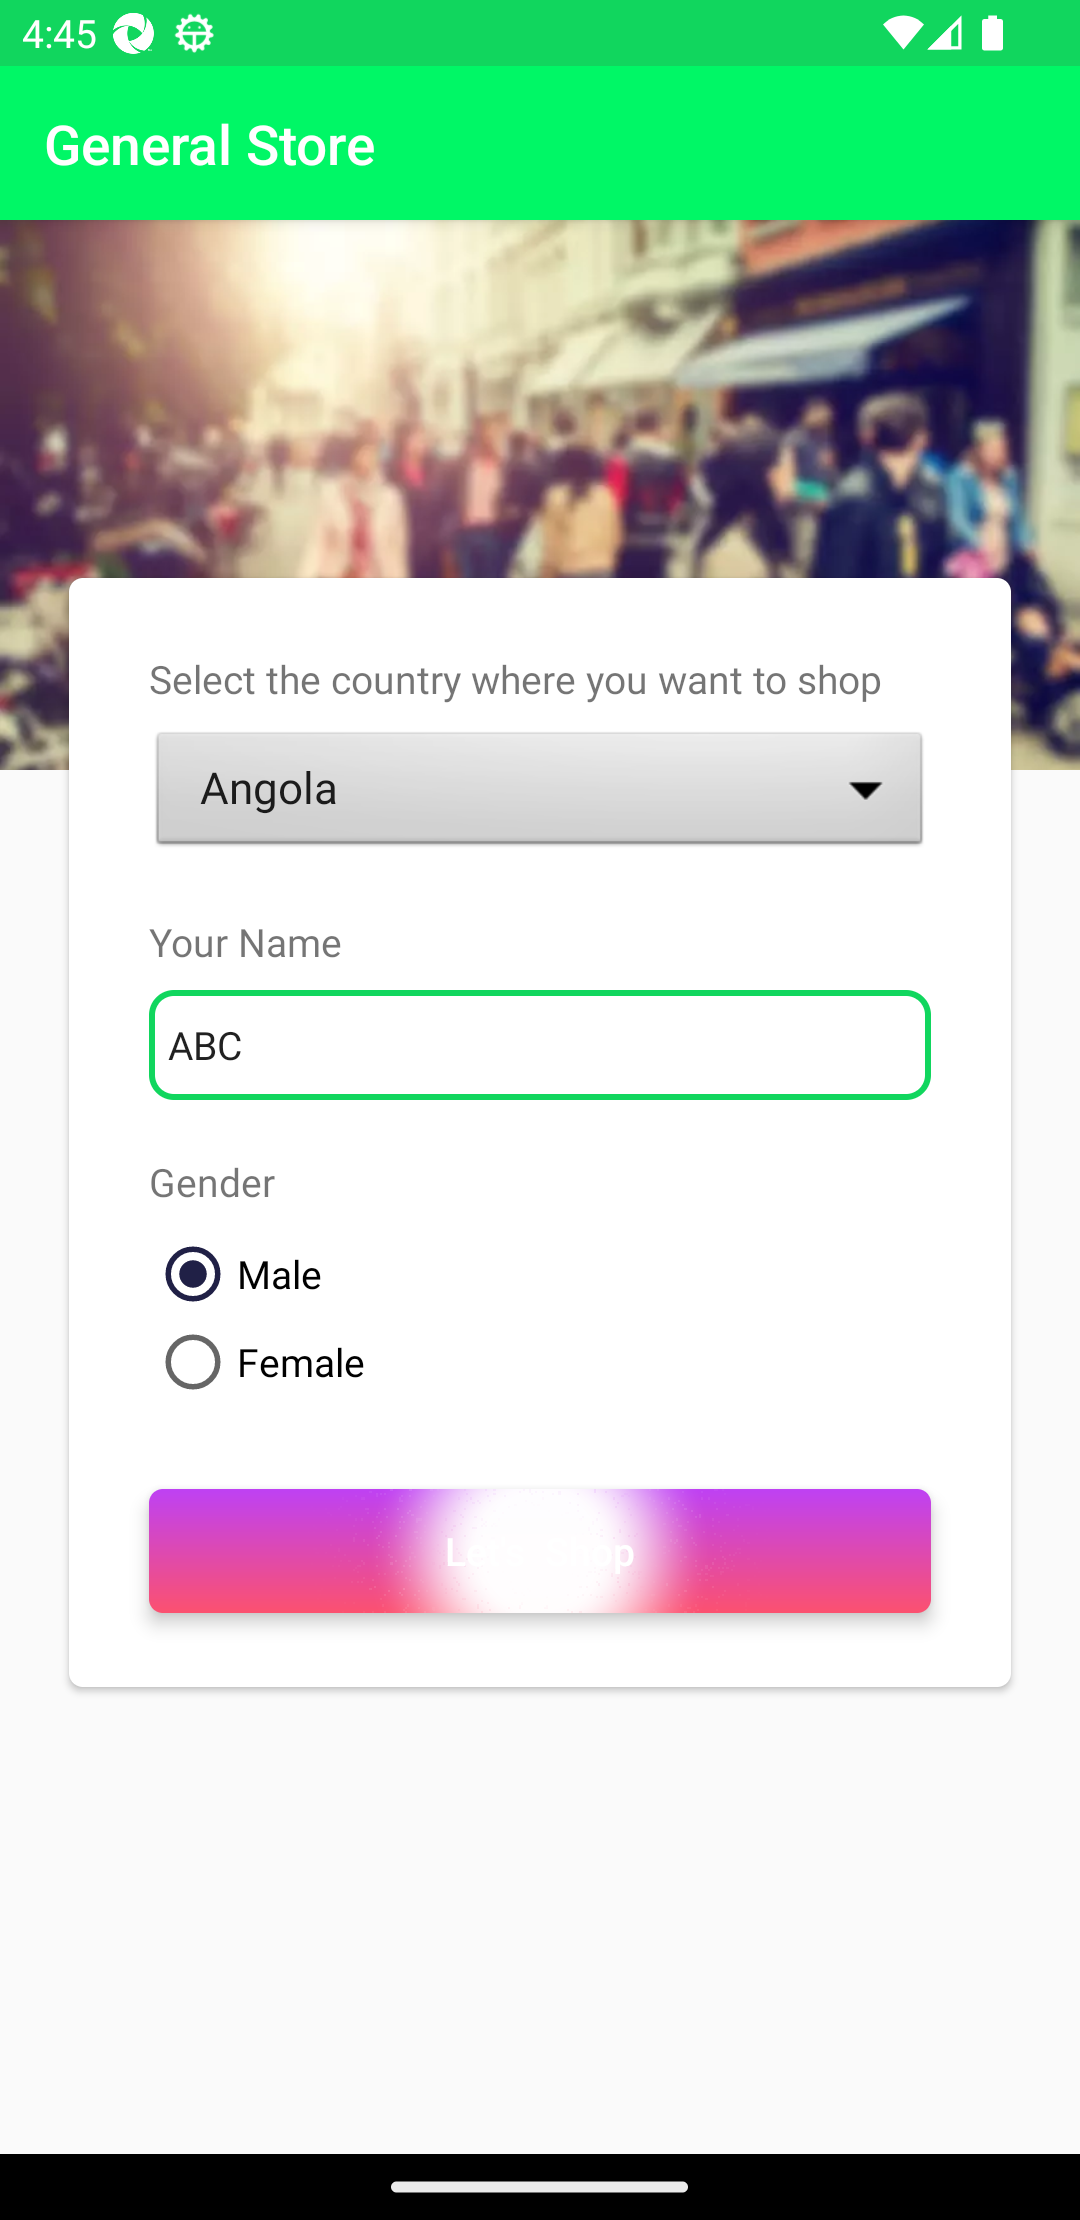 4:45
General Store
Select the country where you want to shop
Angola
Your Name
ABC
Gender
Male
Female